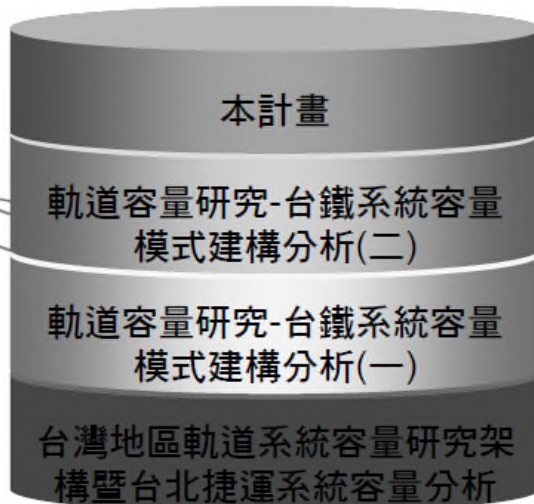 本計畫
軌道容量研究-台鐵系統容量
模式建構分析(二)
軌道容量研究-台鐵系統容量
模式建構分析(一)
台灣地區軌道系統容量研究架
構暨台北捷運系統容量分析